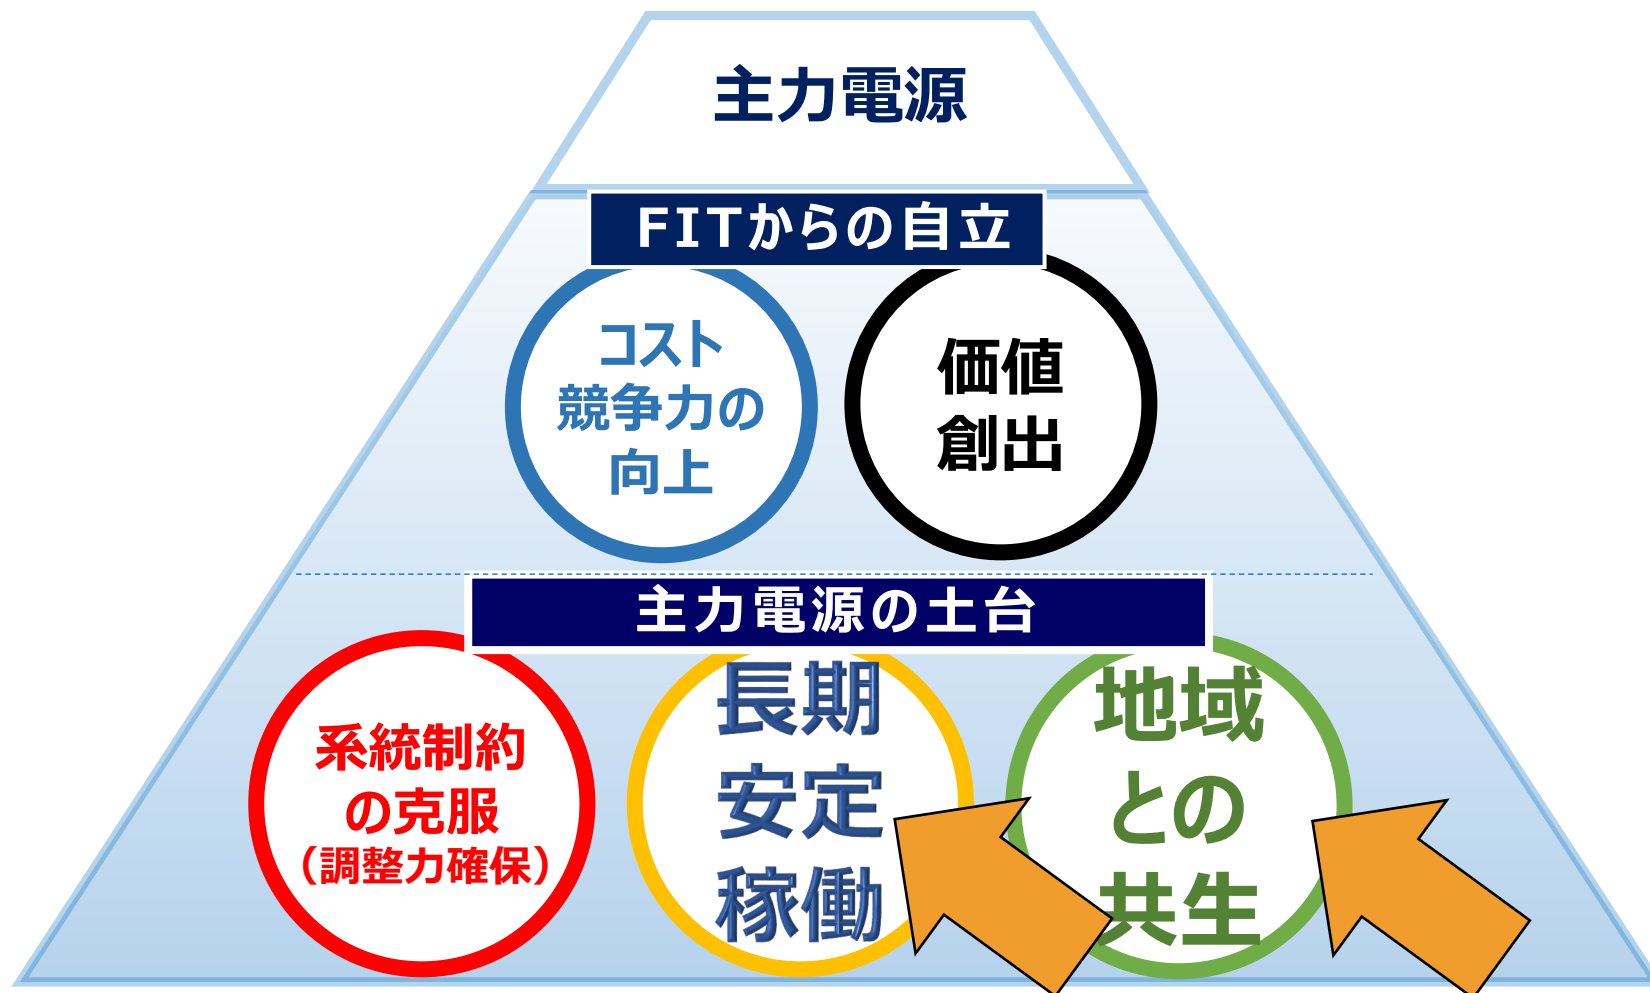 主力電源
FITからの自立
コスト
競争力の
向上
価値
創出
主力電源の土台
系統制約
の克服
（調整力確保）
長期
安定
稼働
地域
との
共生